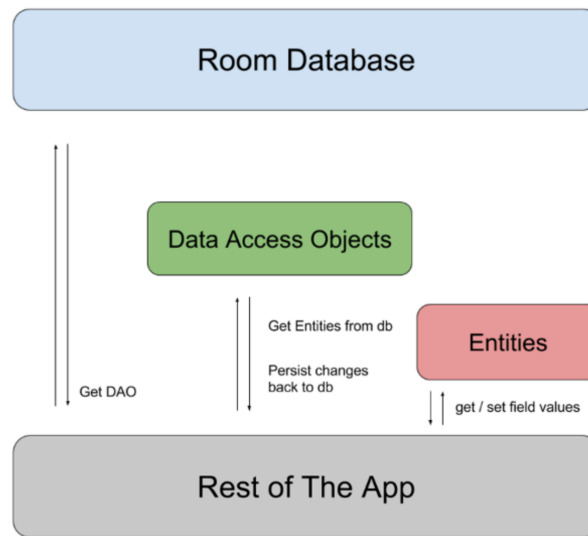 Room Database
Data Access Objects
Get Entities from db
Entities
Persist changes
back to db
Get DAO
get / set field values
Rest of The App